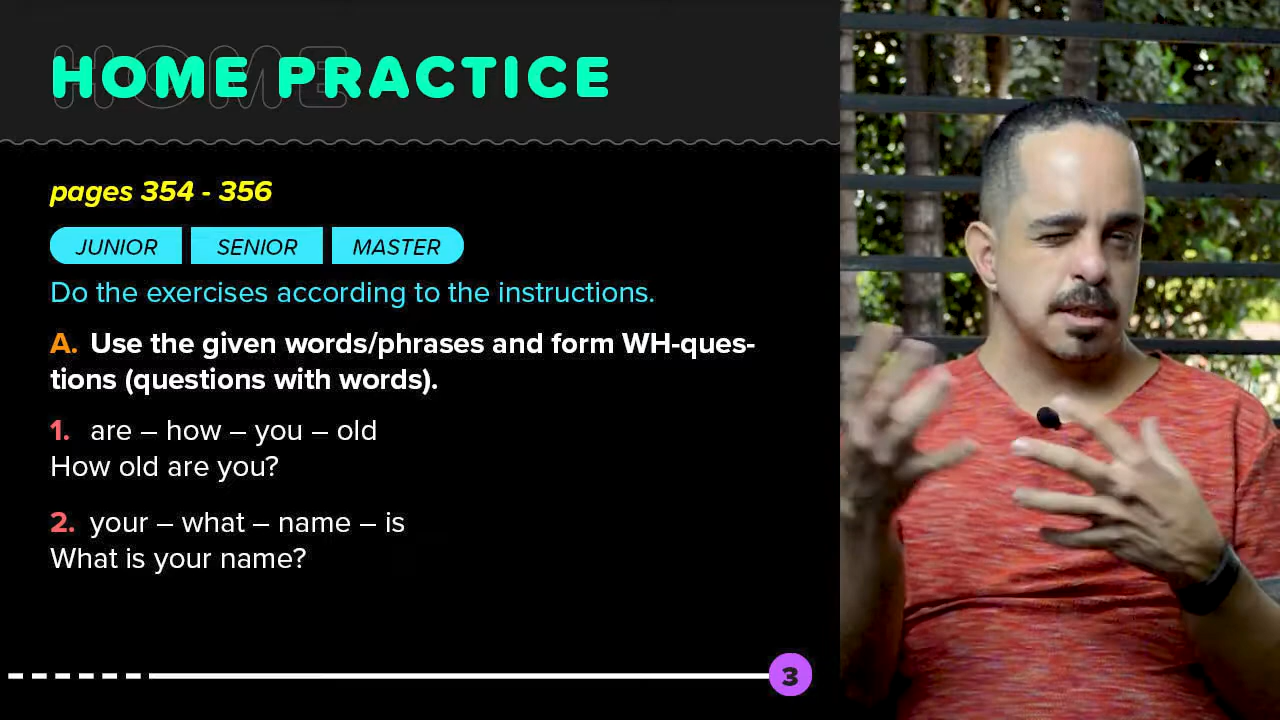 HOME PRACTICE
pages 354 - 356
JUNIOR SENIOR MASTER
Do the exercises according to the instructions.
A. Use the given words/phrases and form WH-ques-
tions (questions with words).
1. are – how – you – old
How old are you?
2. your – what – name – is
What is your name?
3